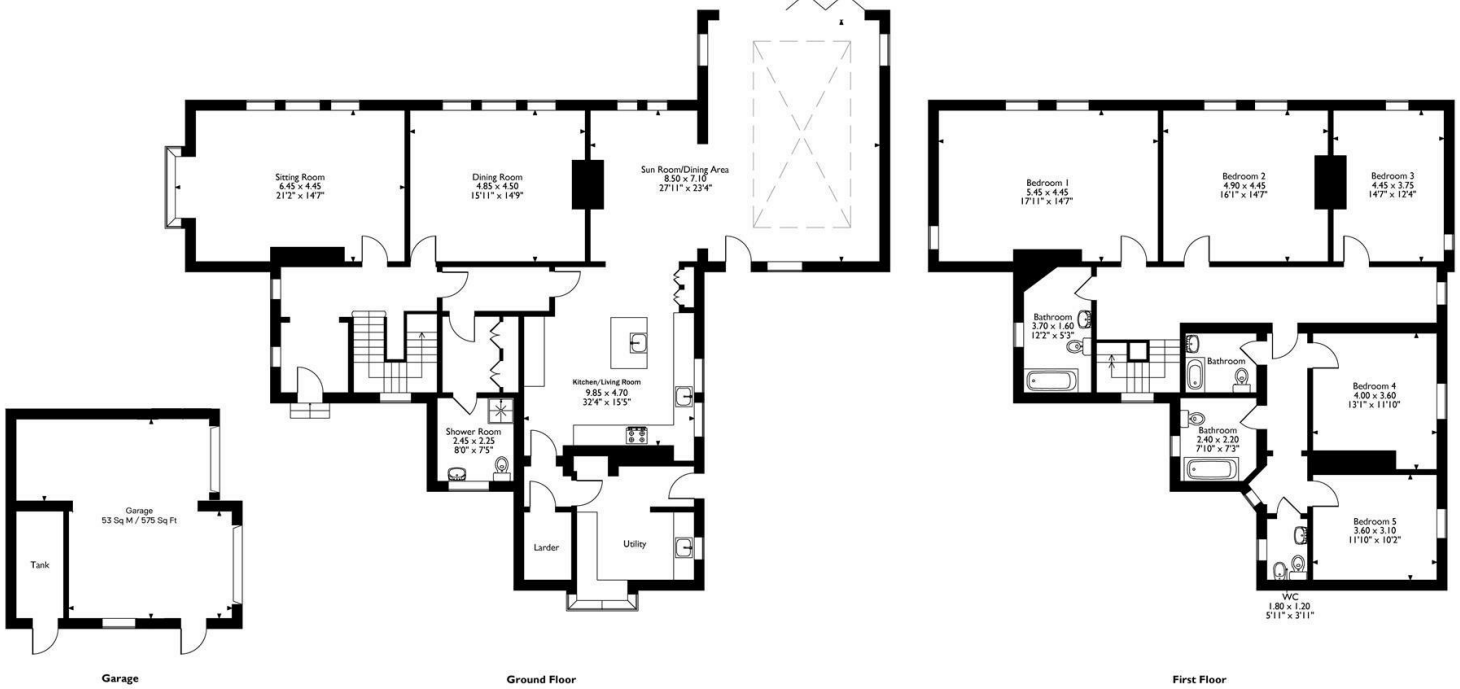 Sitting Room
6.45 x 4.45
21'2" x 14'7"
Dining Room
4.85 x 4.50
15'11" x 14'9"
Sun Room/Dining Area
8.50 x 7.10
27'11" x 23'4"
Kitchen/Living Room
9.85 x 4.70
32'4" x 15'5"
Shower Room
2.45 x 2.25
8'0" x 7'5"
Larder
Utility
Garage
53 Sq M / 575 Sq Ft
Tank
Bedroom 1
5.45 x 4.45
17'11" x 14'7"
Bedroom 2
4.90 x 4.45
16'1" x 14'7"
Bedroom 3
4.45 x 3.75
14'7" x 12'4"
Bathroom
3.70 x 1.60
12'2" x 5'3"
Bathroom
Bathroom
2.40 x 2.20
7'10" x 7'3"
Bedroom 4
4.00 x 3.60
13'1" x 11'10"
Bedroom 5
3.60 x 3.10
11'10" x 10'2"
WC
1.80 x 1.20
5'11" x 3'11"
Garage
Ground Floor
First Floor